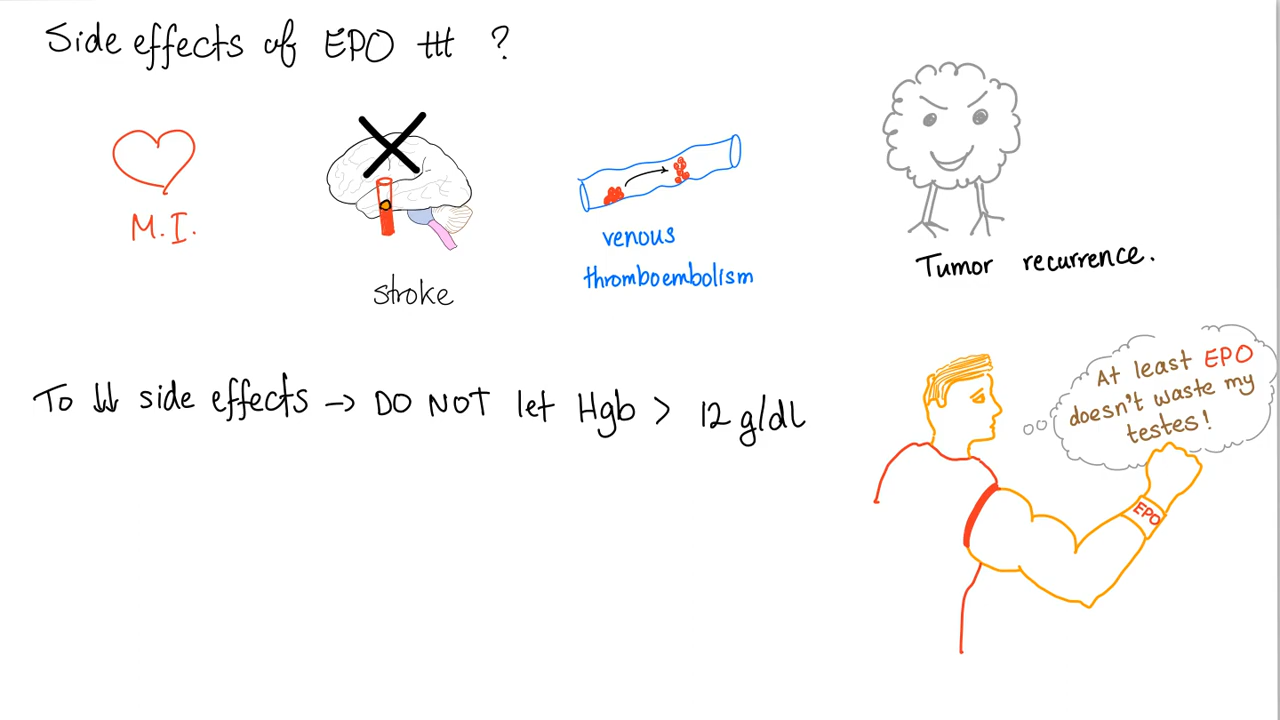 Side effects of EPO ttt ?
M.I.
stroke
venous
thromboembolism
Tumor recurrence.
To ↓↓ side effects → DO NOT let Hgb > 12 g/dL
At least EPO
doesn't waste my
testes!
EPO